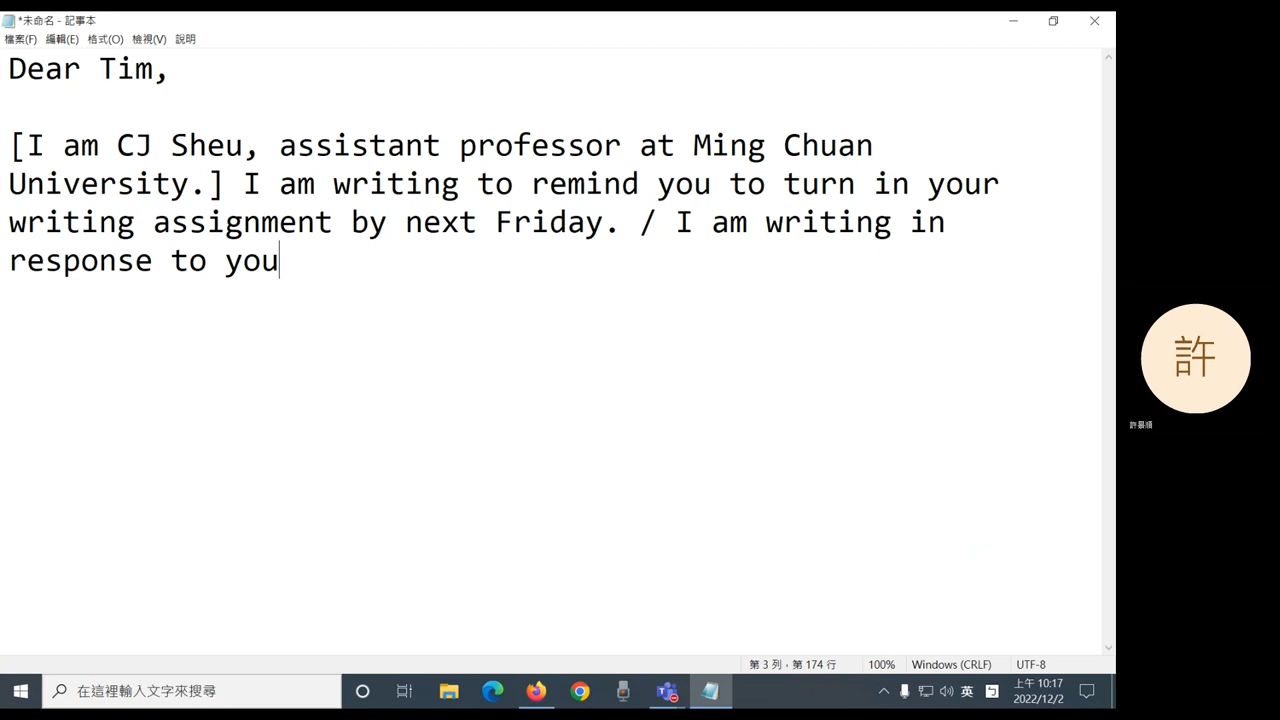 *未命名 - 記事本
檔案(F) 編輯(E) 格式(O) 檢視(V) 說明
Dear Tim,
[I am CJ Sheu, assistant professor at Ming Chuan
University.] I am writing to remind you to turn in your
writing assignment by next Friday. / I am writing in
response to you
許
許景順
第 3 列，第 174 行 100% Windows (CRLF) UTF-8
在這裡輸入文字來搜尋
英
上午 10:17
2022/12/2